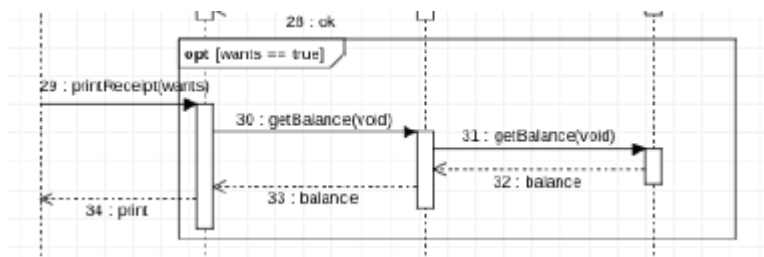 28 : ok
opt [wants == true]
29 : printReceipt(wants)
30 : getBalance(void)
31 : getBalance(void)
32 : balance
33 : balance
34 : print